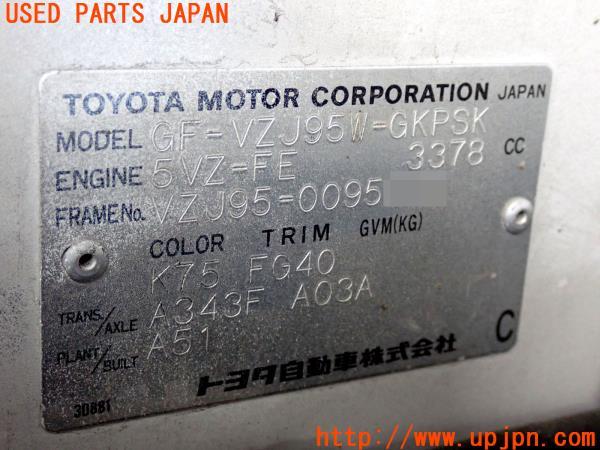 USED PARTS JAPAN
TOYOTA MOTOR CORPORATION JAPAN
MODEL GF-VZJ95W-GKPSK
ENGINE 5VZ-FE 3378 CC
FRAME No. VZJ95-0095
COLOR TRIM GVM(KG)
K75 FG40
TRANS./AXLE A343F A03A
PLANT/BUILT A51
C
トヨタ自動車株式会社
3D881
http://www.upjpn.com